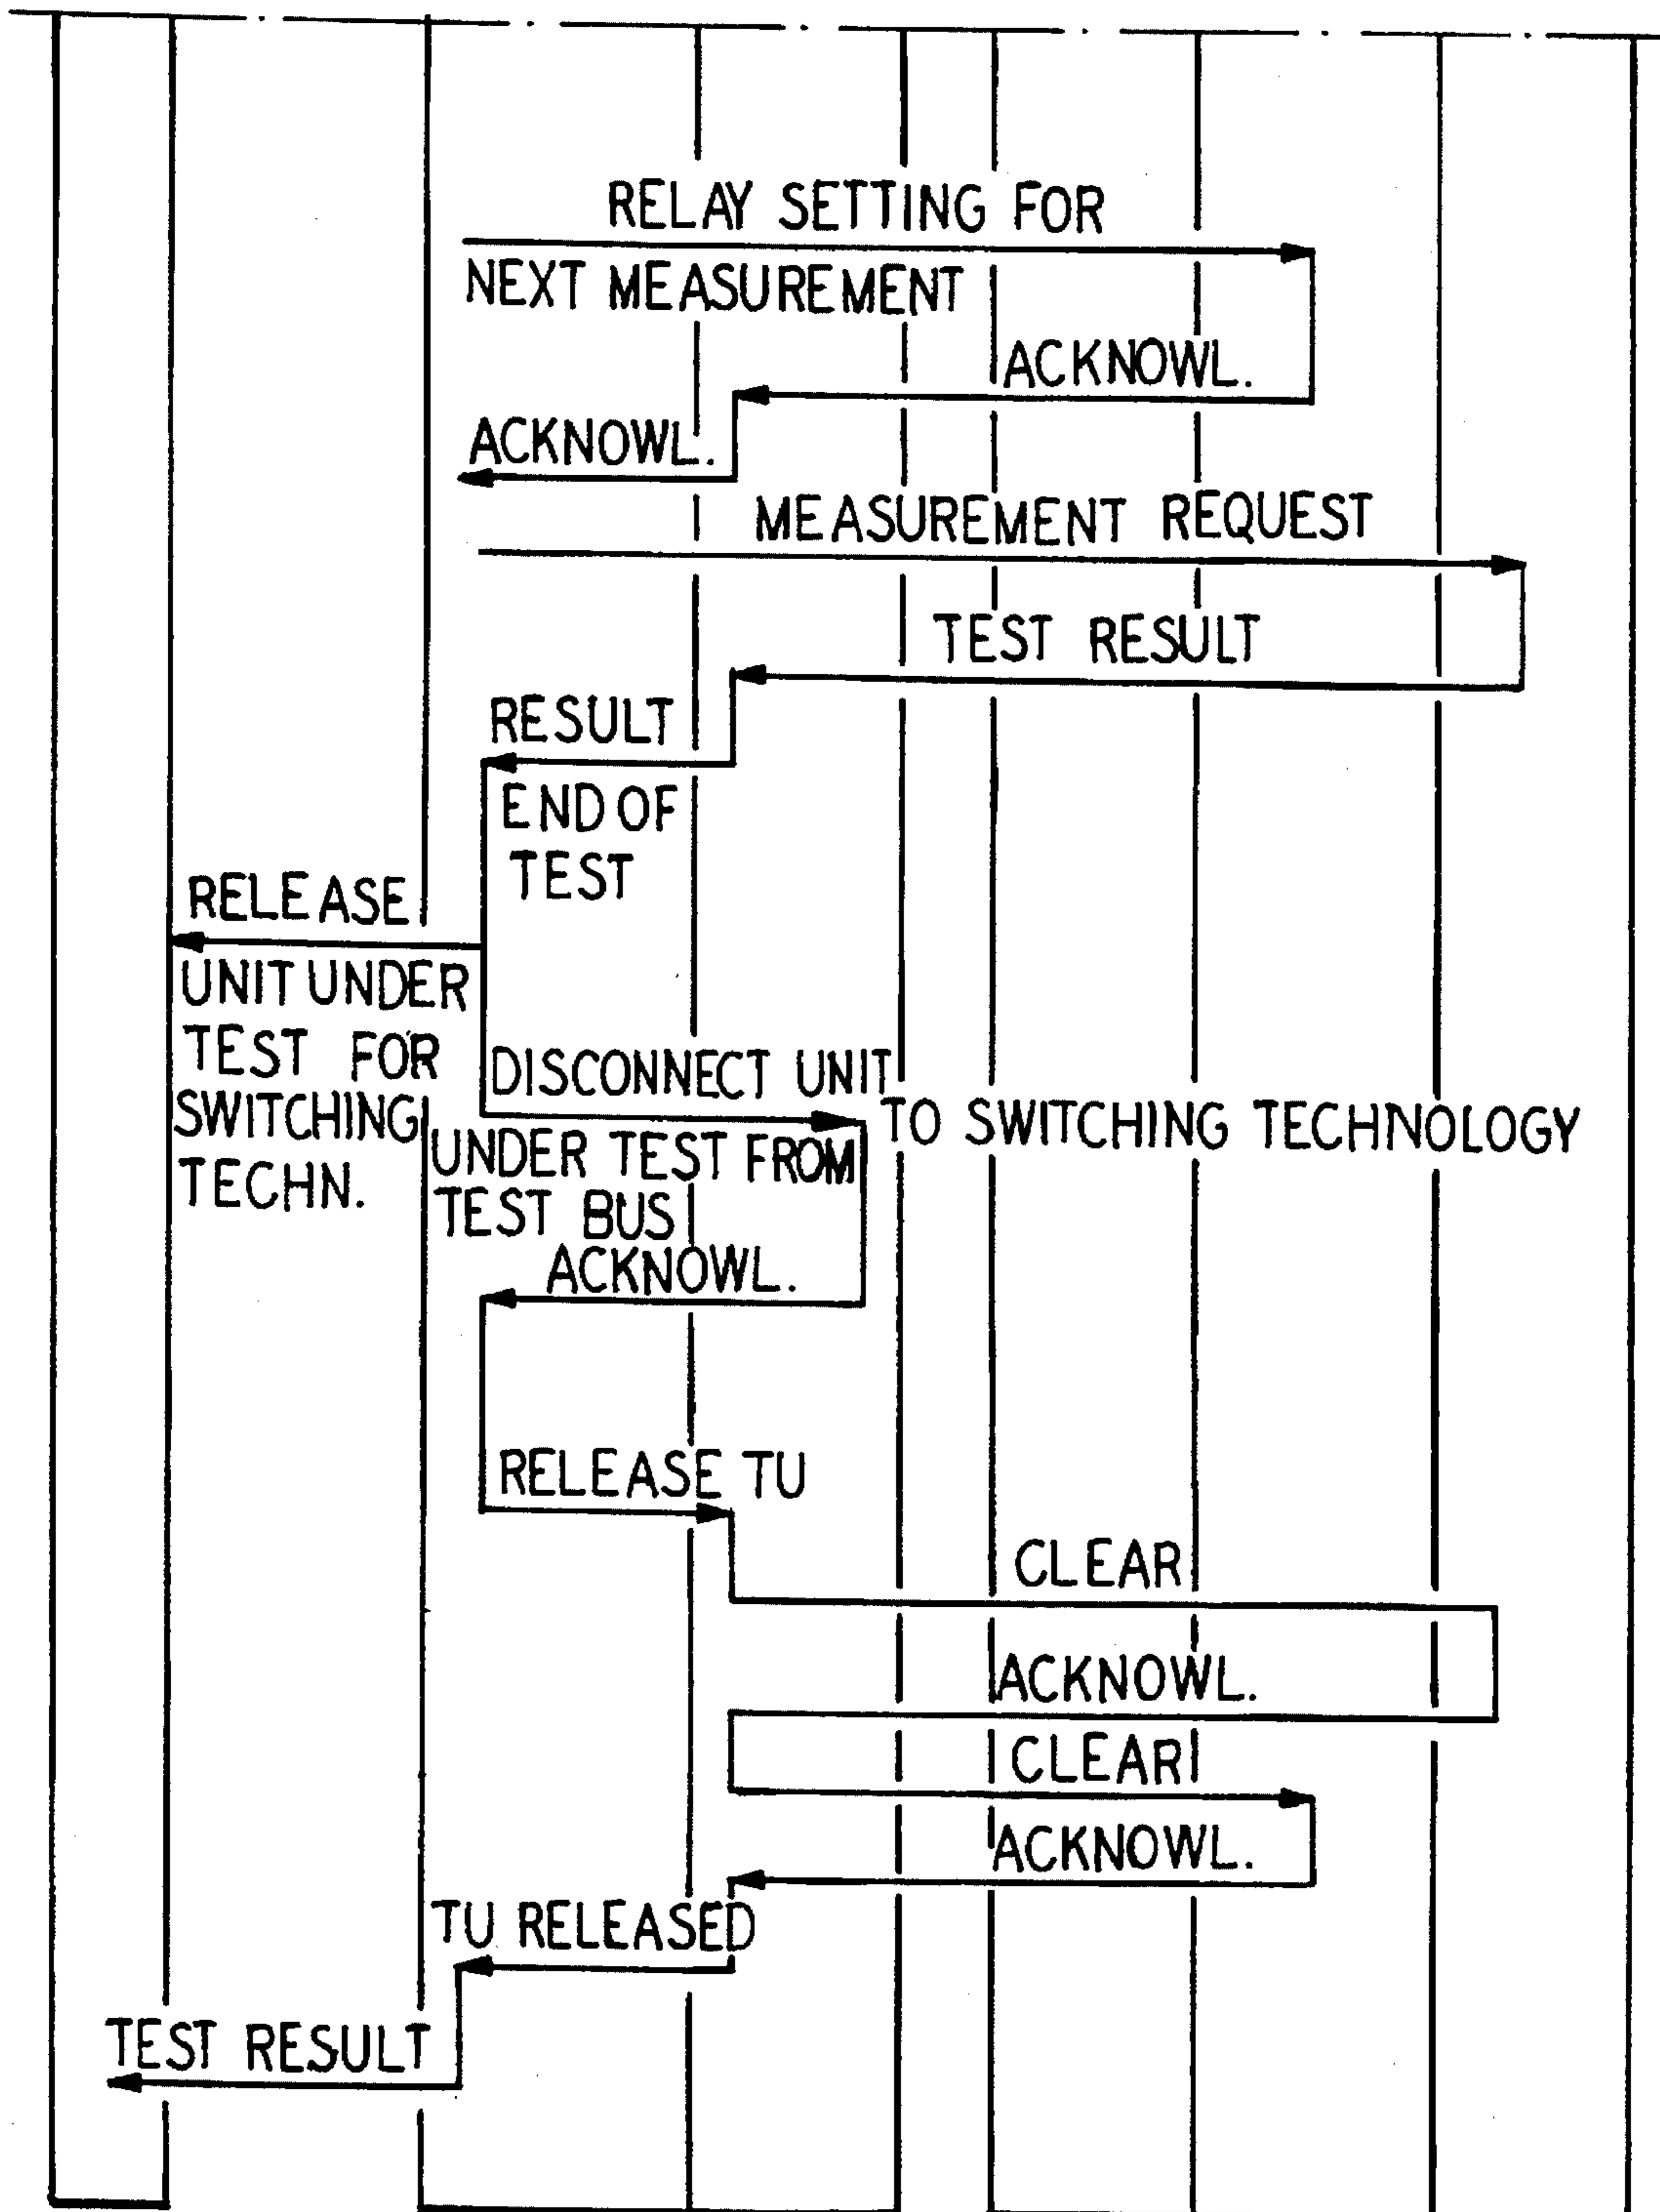 RELAY SETTING FOR
NEXT MEASUREMENT
ACKNOWL.
ACKNOWL.
MEASUREMENT REQUEST
TEST RESULT
RESULT
END OF
TEST
RELEASE
UNIT UNDER
TEST FOR
SWITCHING
TECHN.
DISCONNECT UNIT
UNDER TEST FROM
TEST BUS
TO SWITCHING TECHNOLOGY
ACKNOWL.
RELEASE TU
CLEAR
ACKNOWL.
CLEAR
ACKNOWL.
TU RELEASED
TEST RESULT